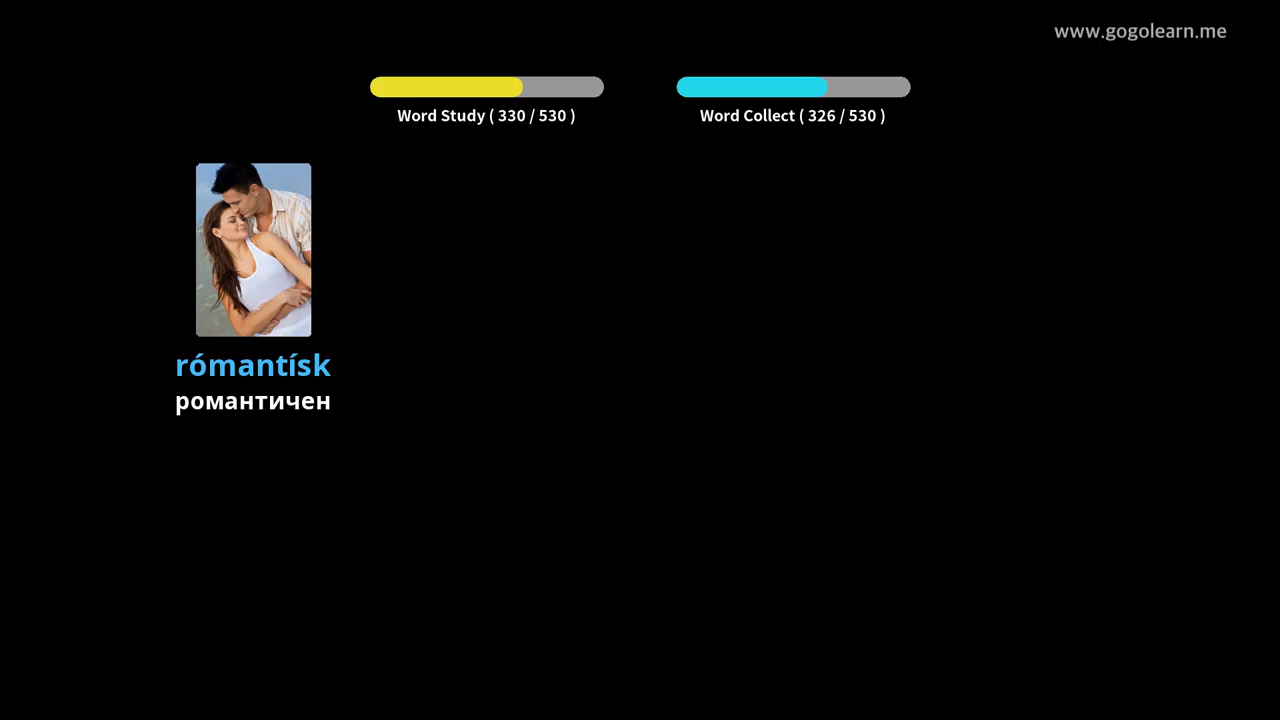 www.gogolearn.me
Word Study ( 330 / 530 )
Word Collect ( 326 / 530 )
rómantísk
романтичен